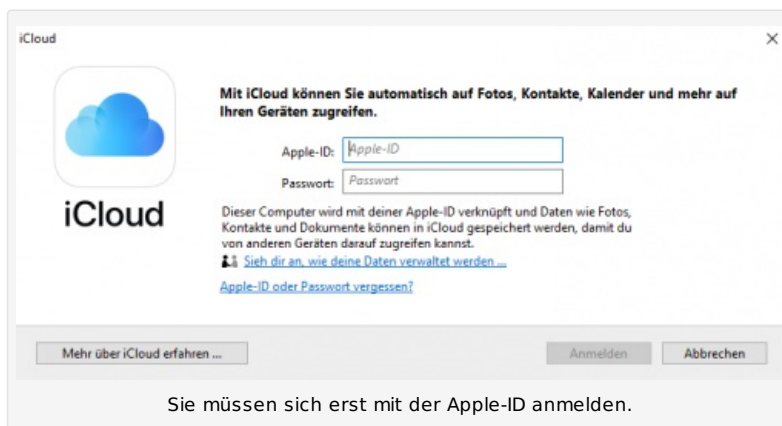 iCloud
Mit iCloud können Sie automatisch auf Fotos, Kontakte, Kalender und mehr auf
Ihren Geräten zugreifen.
Apple-ID: Apple-ID
Passwort: Passwort
iCloud
Dieser Computer wird mit deiner Apple-ID verknüpft und Daten wie Fotos,
Kontakte und Dokumente können in iCloud gespeichert werden, damit du
von anderen Geräten darauf zugreifen kannst.
Sieh dir an, wie deine Daten verwaltet werden ...
Apple-ID oder Passwort vergessen?
Mehr über iCloud erfahren ... Anmelden Abbrechen
Sie müssen sich erst mit der Apple-ID anmelden.